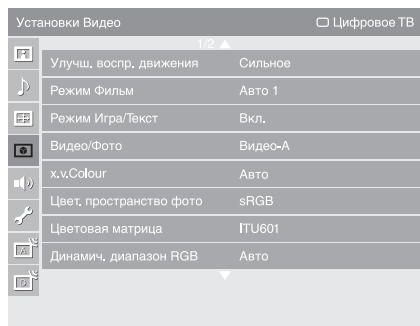 Установки Видео Цифровое ТВ
1/2
Улучш. воспр. движения Сильное
Режим Фильм Авто 1
Режим Игра/Текст Вкл.
Видео/Фото Видео-A
x.v.Colour Авто
Цвет. пространство фото sRGB
Цветовая матрица ITU601
Динамич. диапазон RGB Авто
A